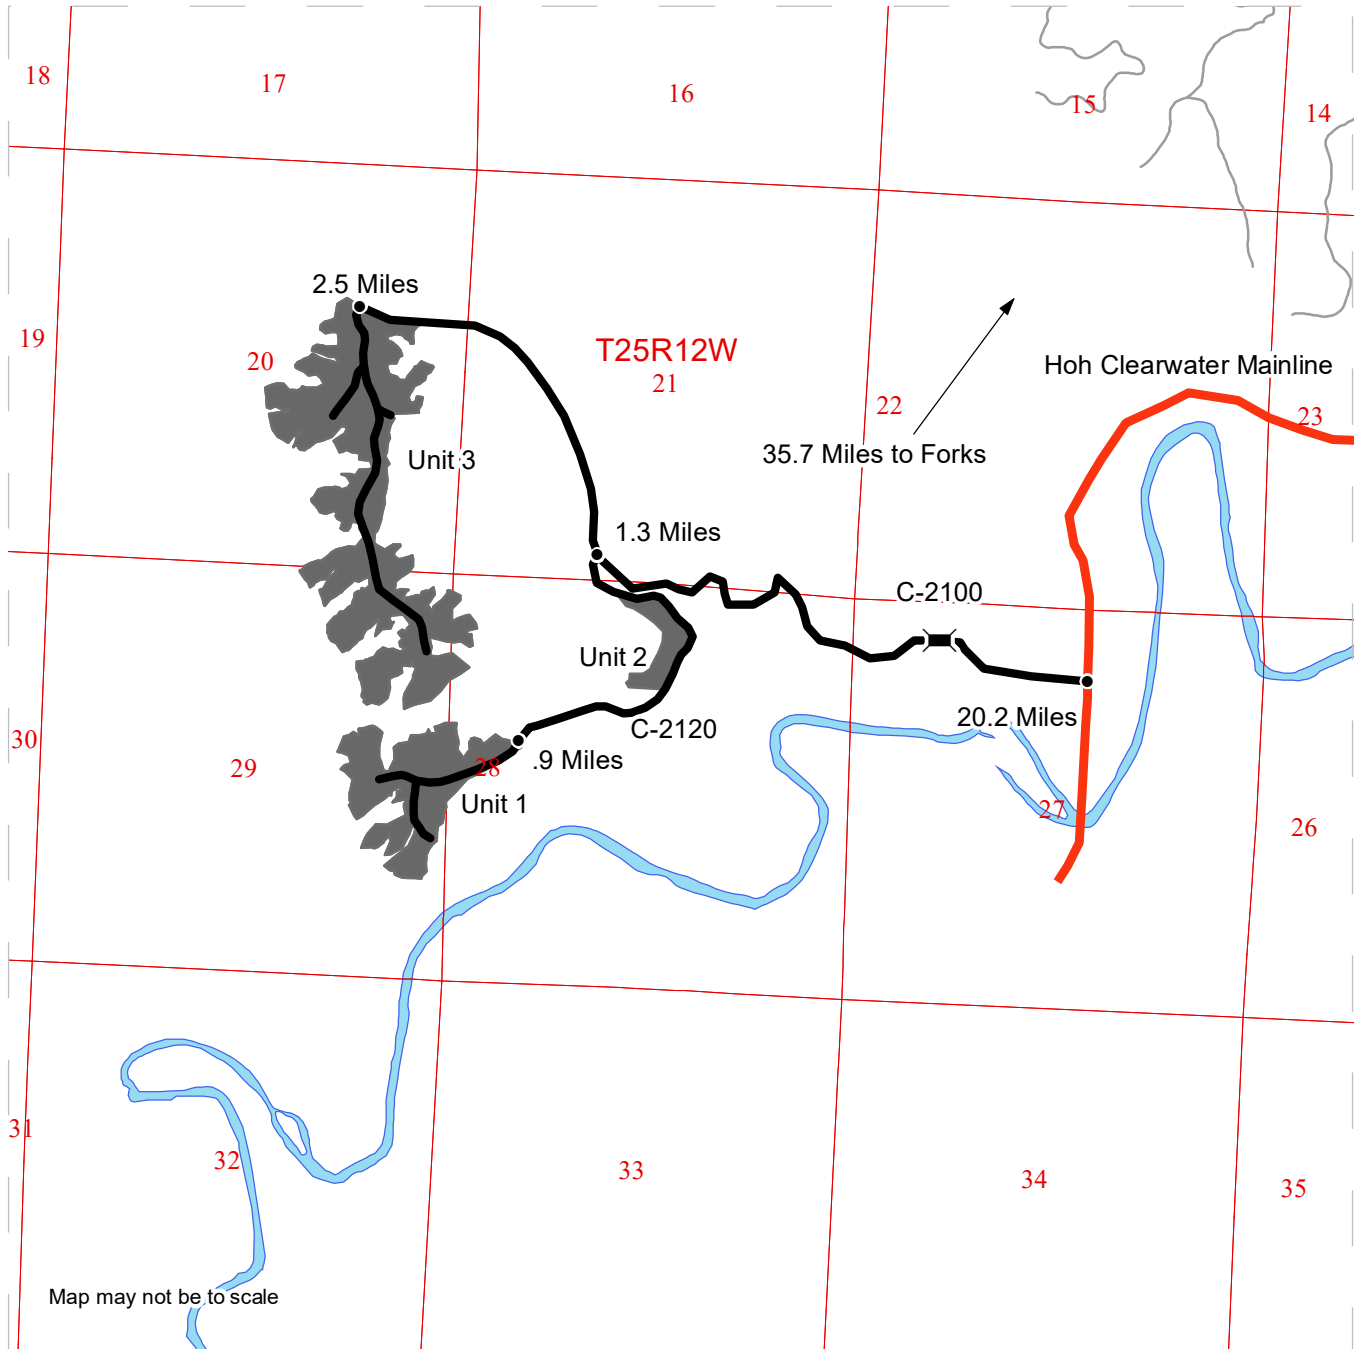 18
17
16
15
14
2.5 Miles
19
20
T25R12W
21
22
Hoh Clearwater Mainline
23
35.7 Miles to Forks
Unit 3
1.3 Miles
C-2100
Unit 2
20.2 Miles
C-2120
30
29
28
.9 Miles
Unit 1
27
26
31
32
33
34
35
Map may not be to scale